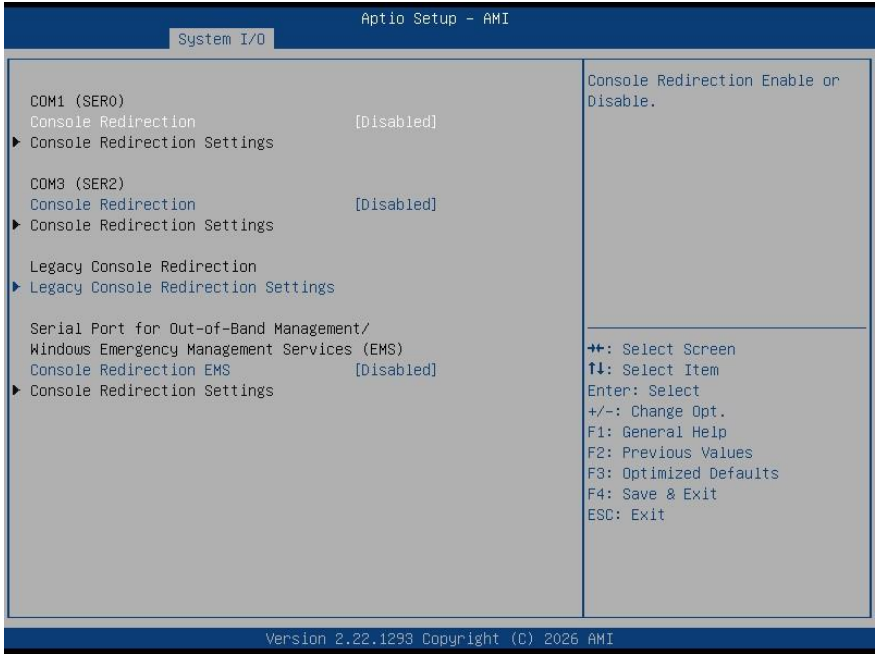 Aptio Setup – AMI
System I/O
COM1 (SER0)
Console Redirection [Disabled]
Console Redirection Settings
COM3 (SER2)
Console Redirection [Disabled]
Console Redirection Settings
Legacy Console Redirection
Legacy Console Redirection Settings
Serial Port for Out-of-Band Management/
Windows Emergency Management Services (EMS)
Console Redirection EMS [Disabled]
Console Redirection Settings
Console Redirection Enable or
Disable.
→←: Select Screen
↑↓: Select Item
Enter: Select
+/-: Change Opt.
F1: General Help
F2: Previous Values
F3: Optimized Defaults
F4: Save & Exit
ESC: Exit
Version 2.22.1293 Copyright (C) 2026 AMI